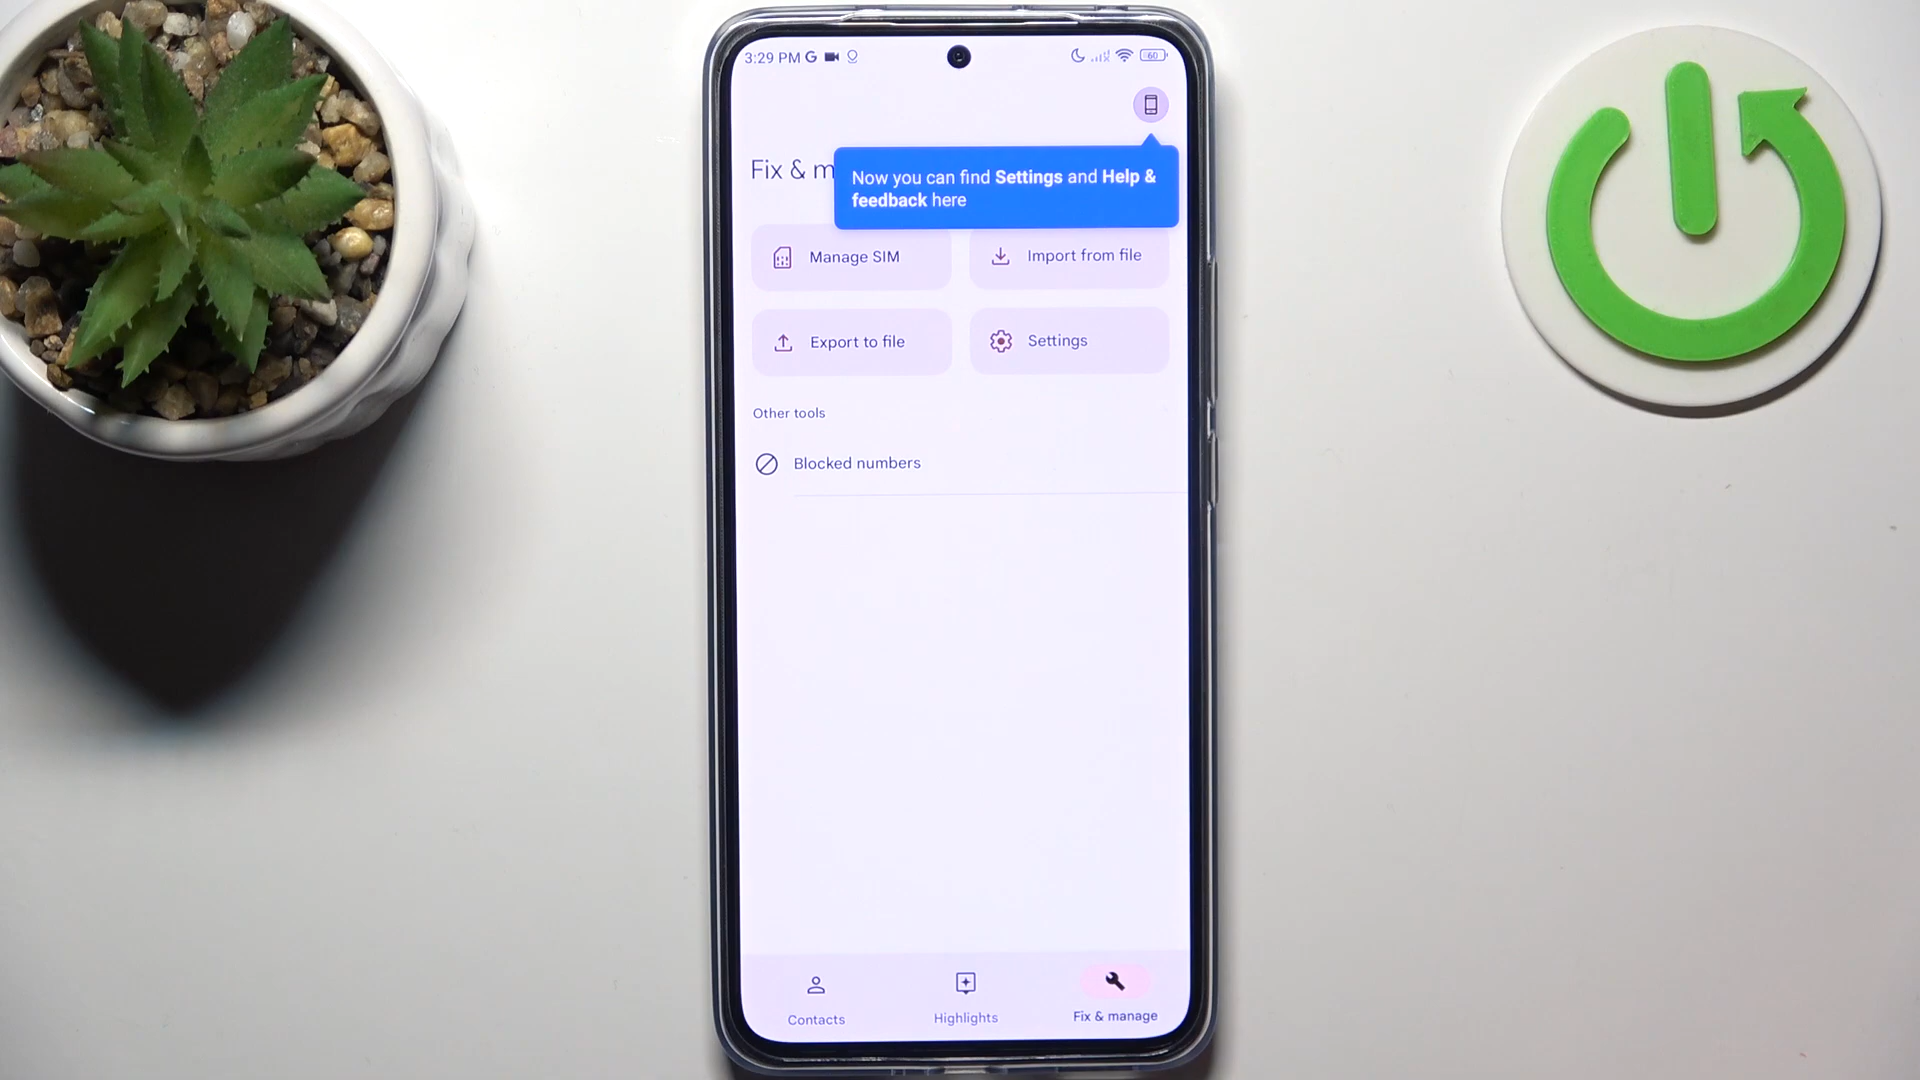 3:29 PM
60
Fix & m
Now you can find Settings and Help &
feedback here
Manage SIM
Import from file
Export to file
Settings
Other tools
Blocked numbers
Contacts
Highlights
Fix & manage